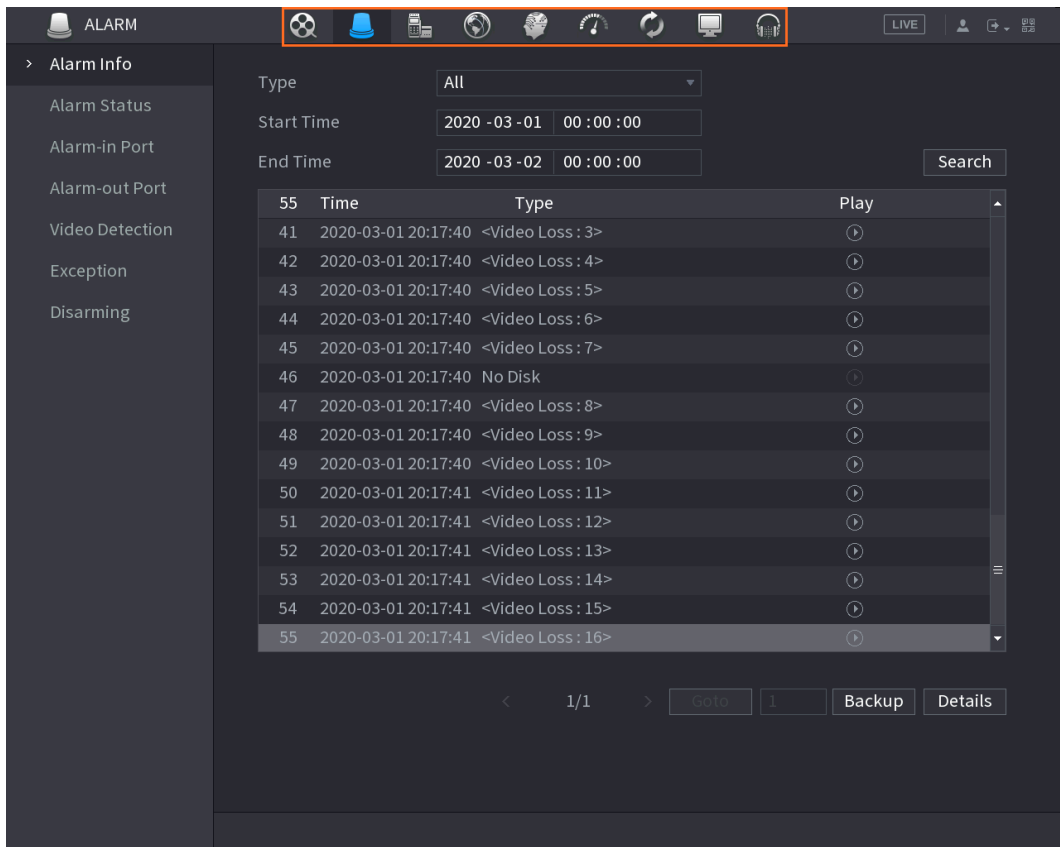 ALARM LIVE
Alarm Info
Alarm Status
Alarm-in Port
Alarm-out Port
Video Detection
Exception
Disarming
Type All
Start Time 2020 -03 -01 00 : 00 : 00
End Time 2020 -03 -02 00 : 00 : 00 Search
55 Time Type Play
41 2020-03-01 20:17:40 <Video Loss : 3>
42 2020-03-01 20:17:40 <Video Loss : 4>
43 2020-03-01 20:17:40 <Video Loss : 5>
44 2020-03-01 20:17:40 <Video Loss : 6>
45 2020-03-01 20:17:40 <Video Loss : 7>
46 2020-03-01 20:17:40 No Disk
47 2020-03-01 20:17:40 <Video Loss : 8>
48 2020-03-01 20:17:40 <Video Loss : 9>
49 2020-03-01 20:17:40 <Video Loss : 10>
50 2020-03-01 20:17:41 <Video Loss : 11>
51 2020-03-01 20:17:41 <Video Loss : 12>
52 2020-03-01 20:17:41 <Video Loss : 13>
53 2020-03-01 20:17:41 <Video Loss : 14>
54 2020-03-01 20:17:41 <Video Loss : 15>
55 2020-03-01 20:17:41 <Video Loss : 16>
< 1/1 > Goto 1 Backup Details